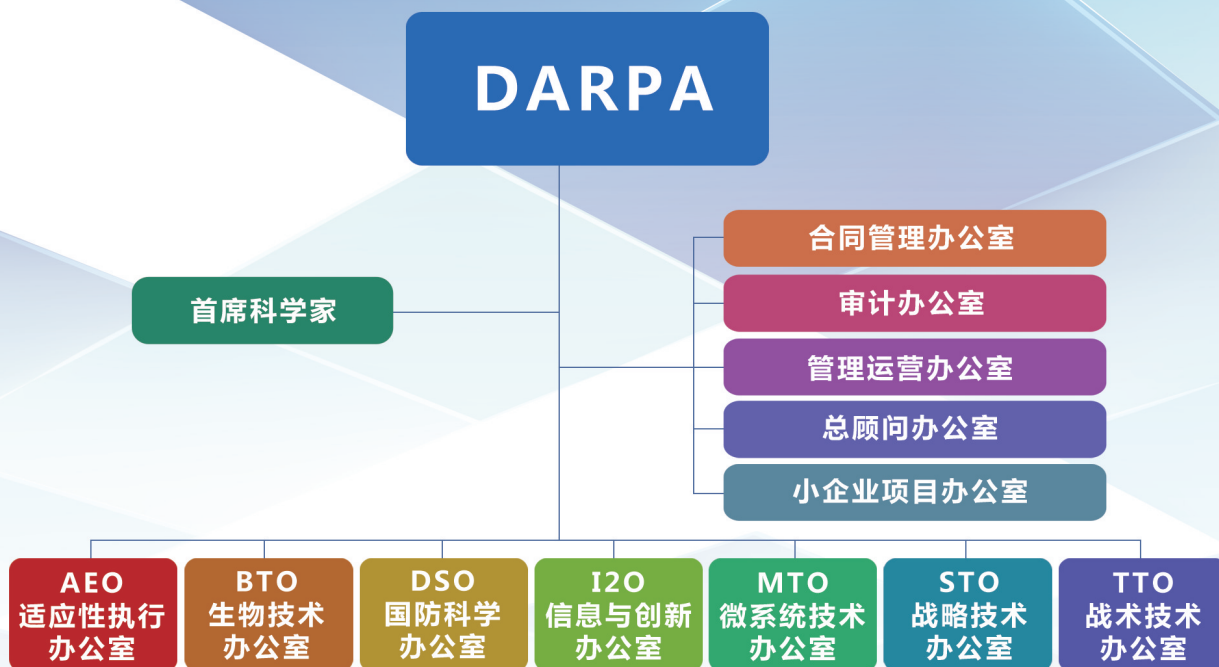 DARPA
合同管理办公室
首席科学家
审计办公室
管理运营办公室
总顾问办公室
小企业项目办公室
AEO
适应性执行
办公室
BTO
生物技术
办公室
DSO
国防科学
办公室
I2O
信息与创新
办公室
MTO
微系统技术
办公室
STO
战略技术
办公室
TTO
战术技术
办公室